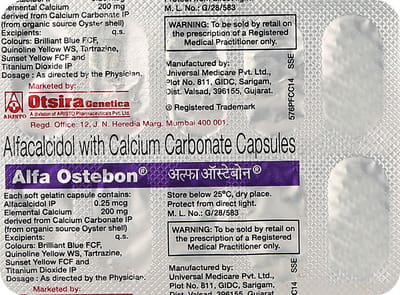 Elemental Calcium 200 mg
derived from Calcium Carbonate IP
(from organic source Oyster shell)
Excipients: q.s.
Colours: Brilliant Blue FCF,
Quinoline Yellow WS, Tartrazine,
Sunset Yellow FCF and
Titanium Dioxide IP
Dosage : As directed by the Physician.
Marketed by:
ARISTO
Otsira Genetica
A division of ARISTO Pharmaceuticals Pvt. Ltd.
Regd. Office: 12, J. N. Heredia Marg, Mumbai 400 001.
M. L. No.: G/28/583
WARNING: To be sold by retail on
the prescription of a Registered
Medical Practitioner only.
Manufactured by:
Universal Medicare Pvt. Ltd.,
Plot No. 811, GIDC, Sarigam,
Dist. Valsad, 396155, Gujarat.
® Registered Trademark
576PFCC14 SSE
Alfacalcidol with Calcium Carbonate Capsules
Alfa Ostebon® अल्फा ऑस्टेबोन®
Each soft gelatin capsule contains:
Alfacalcidol IP 0.25 mcg
Elemental Calcium 200 mg
derived from Calcium Carbonate IP
(from organic source Oyster shell)
Excipients: q.s.
Colours: Brilliant Blue FCF,
Quinoline Yellow WS, Tartrazine,
Sunset Yellow FCF and
Titanium Dioxide IP
Dosage : As directed by the Physician.
Marketed by:
Store below 25°C, dry place.
Protect from direct light.
M. L. No.: G/28/583
WARNING: To be sold by retail on
the prescription of a Registered
Medical Practitioner only.
Manufactured by:
Universal Medicare Pvt. Ltd.,
Plot No. 811, GIDC, Sarigam,
Dist. Valsad, 396155, Gujarat.
CC14 SSE